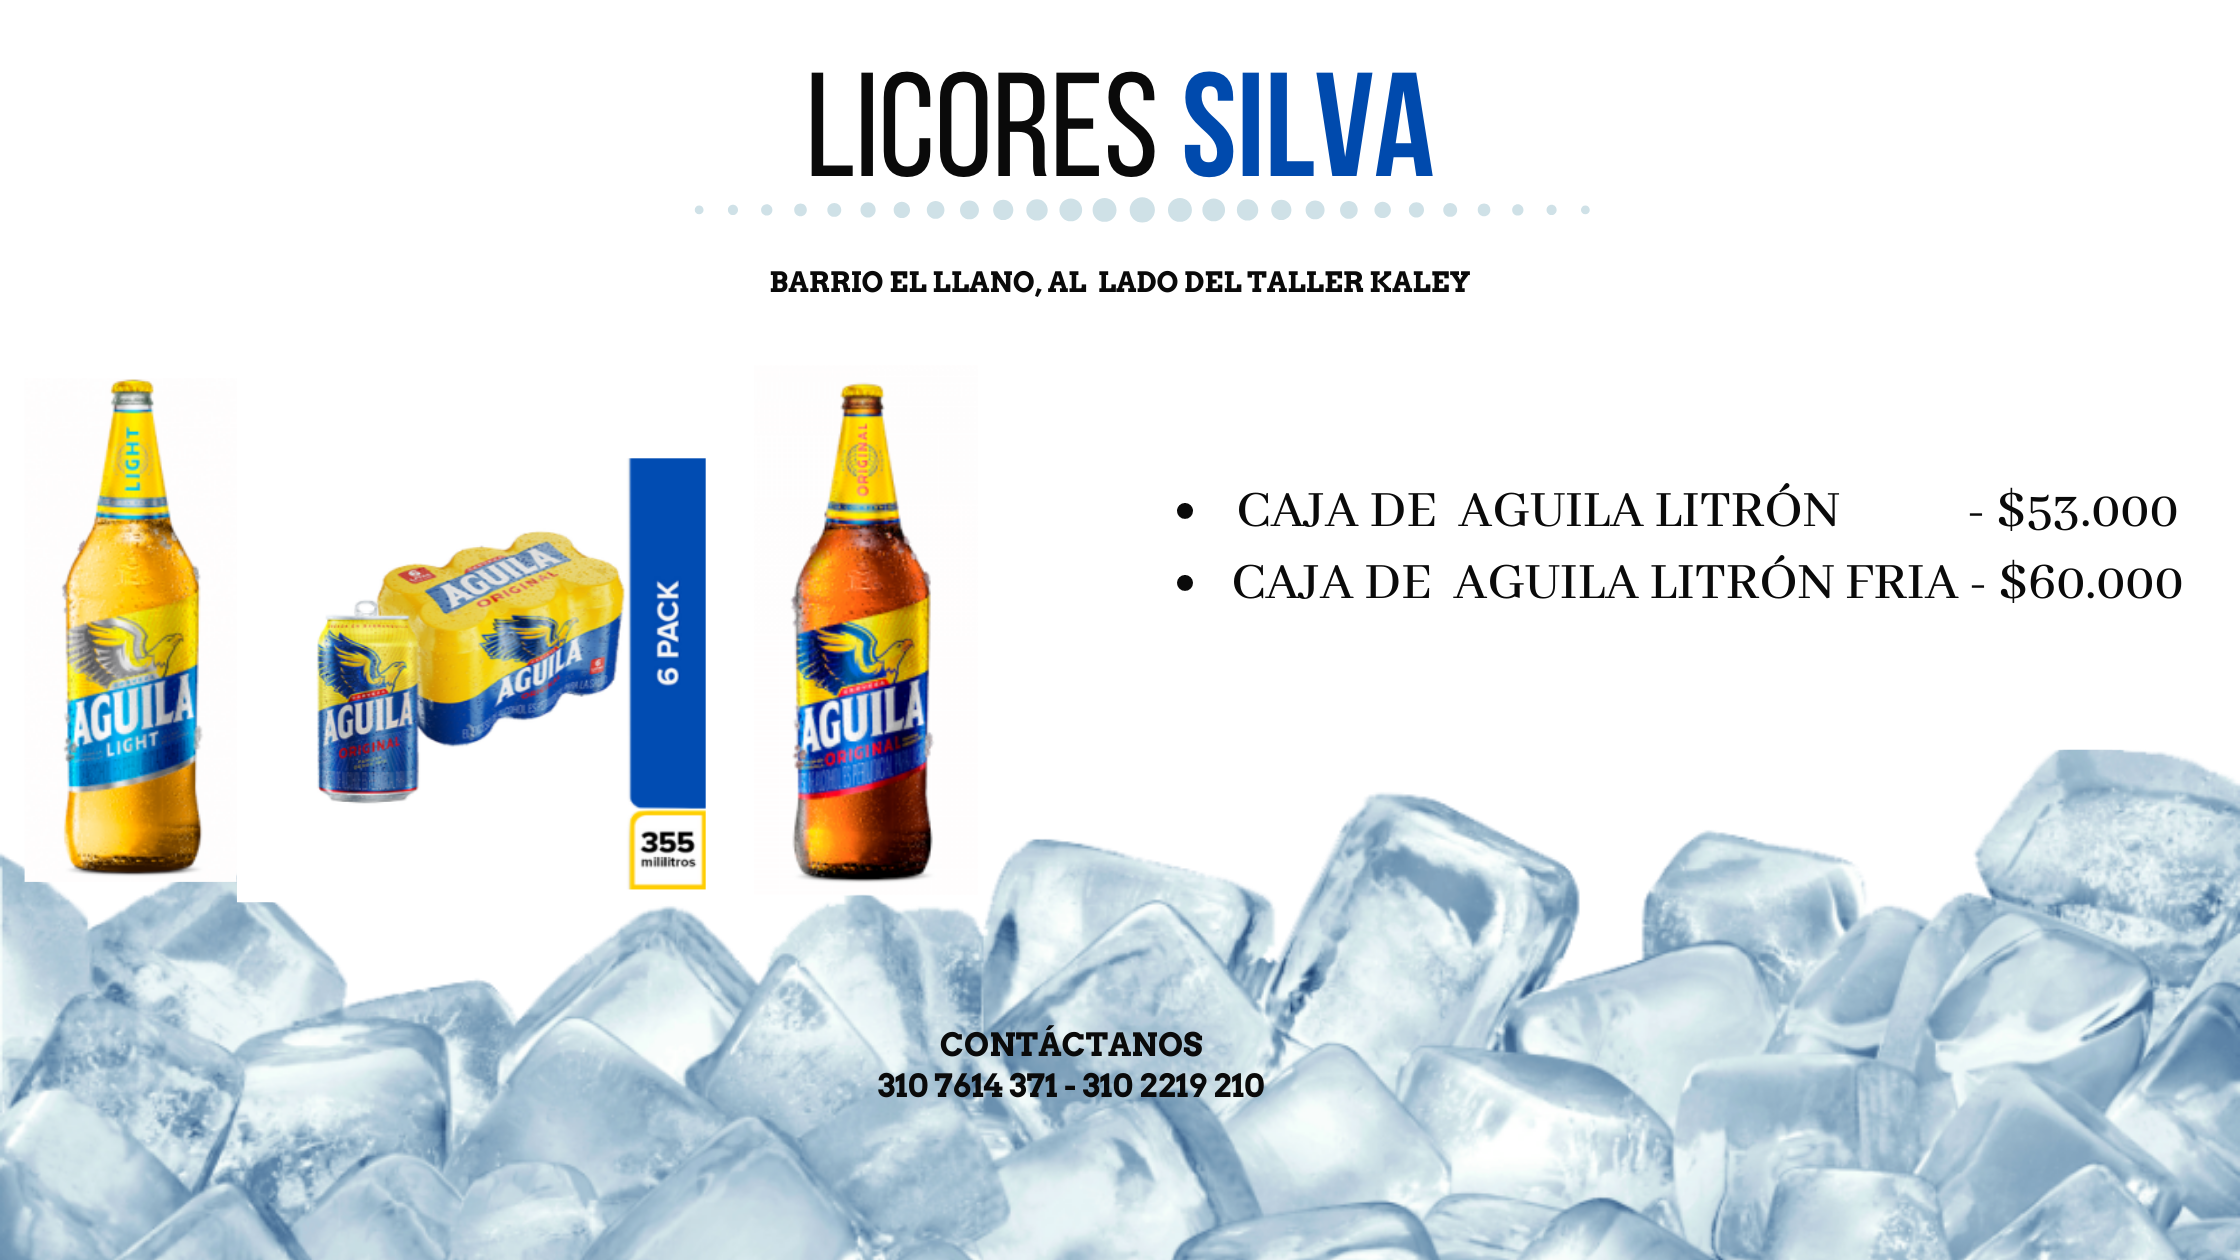 LICORES SILVA
BARRIO EL LLANO, AL LADO DEL TALLER KALEY
LIGHT
AGUILA
LIGHT
AGUILA
ORIGINAL
AGUILA
AGUILA
ORIGINAL
6 PACK
355
mililitros
ORIGINAL
AGUILA
ORIGINAL
• CAJA DE AGUILA LITRÓN - $53.000
• CAJA DE AGUILA LITRÓN FRIA - $60.000
CONTÁCTANOS
310 7614 371 - 310 2219 210